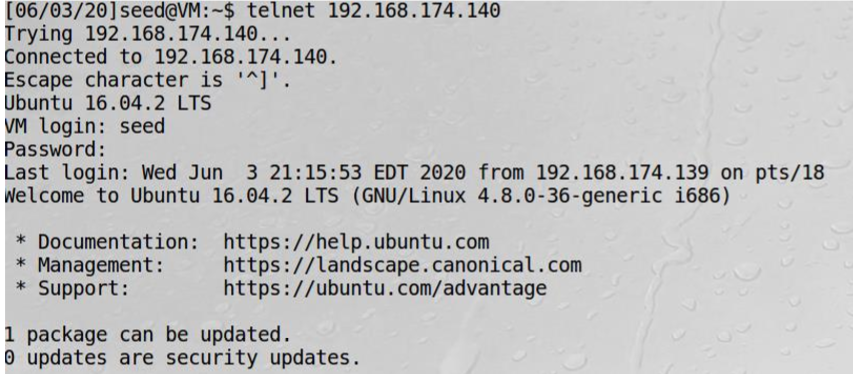 [06/03/20]seed@VM:~$ telnet 192.168.174.140
Trying 192.168.174.140...
Connected to 192.168.174.140.
Escape character is '^]'.
Ubuntu 16.04.2 LTS
VM login: seed
Password:
Last login: Wed Jun  3 21:15:53 EDT 2020 from 192.168.174.139 on pts/18
Welcome to Ubuntu 16.04.2 LTS (GNU/Linux 4.8.0-36-generic i686)

 * Documentation:  https://help.ubuntu.com
 * Management:     https://landscape.canonical.com
 * Support:        https://ubuntu.com/advantage

1 package can be updated.
0 updates are security updates.